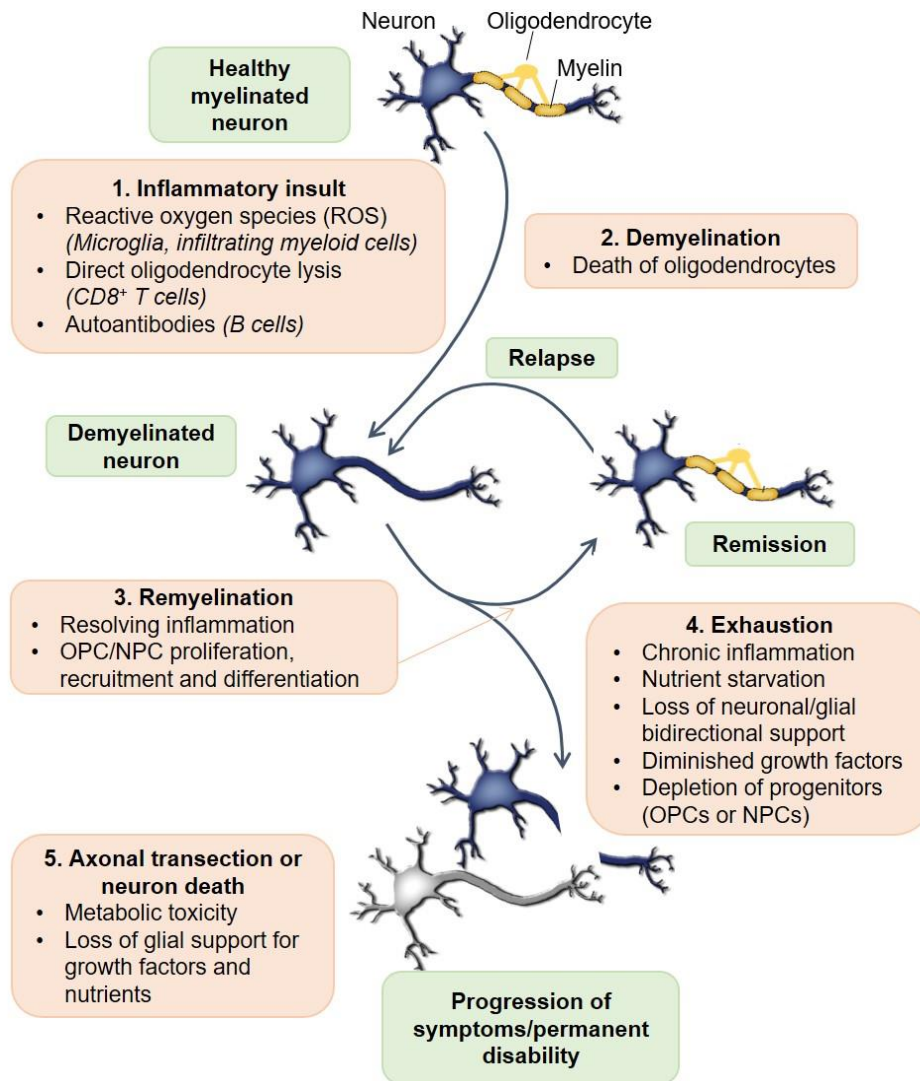 Neuron
Oligodendrocyte
Myelin
Healthy
myelinated
neuron
1. Inflammatory insult
• Reactive oxygen species (ROS)
(Microglia, infiltrating myeloid cells)
• Direct oligodendrocyte lysis
(CD8⁺ T cells)
• Autoantibodies (B cells)
2. Demyelination
• Death of oligodendrocytes
Relapse
Demyelinated
neuron
Remission
3. Remyelination
• Resolving inflammation
• OPC/NPC proliferation,
recruitment and differentiation
4. Exhaustion
• Chronic inflammation
• Nutrient starvation
• Loss of neuronal/glial
bidirectional support
• Diminished growth factors
• Depletion of progenitors
(OPCs or NPCs)
5. Axonal transection or
neuron death
• Metabolic toxicity
• Loss of glial support for
growth factors and
nutrients
Progression of
symptoms/permanent
disability